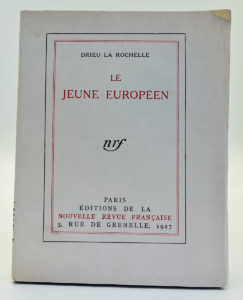 DRIEU LA ROCHELLE
LE
JEUNE EUROPÉEN
nrf
PARIS
ÉDITIONS DE LA
NOUVELLE REVUE FRANÇAISE
3, RUE DE GRENELLE, 1927